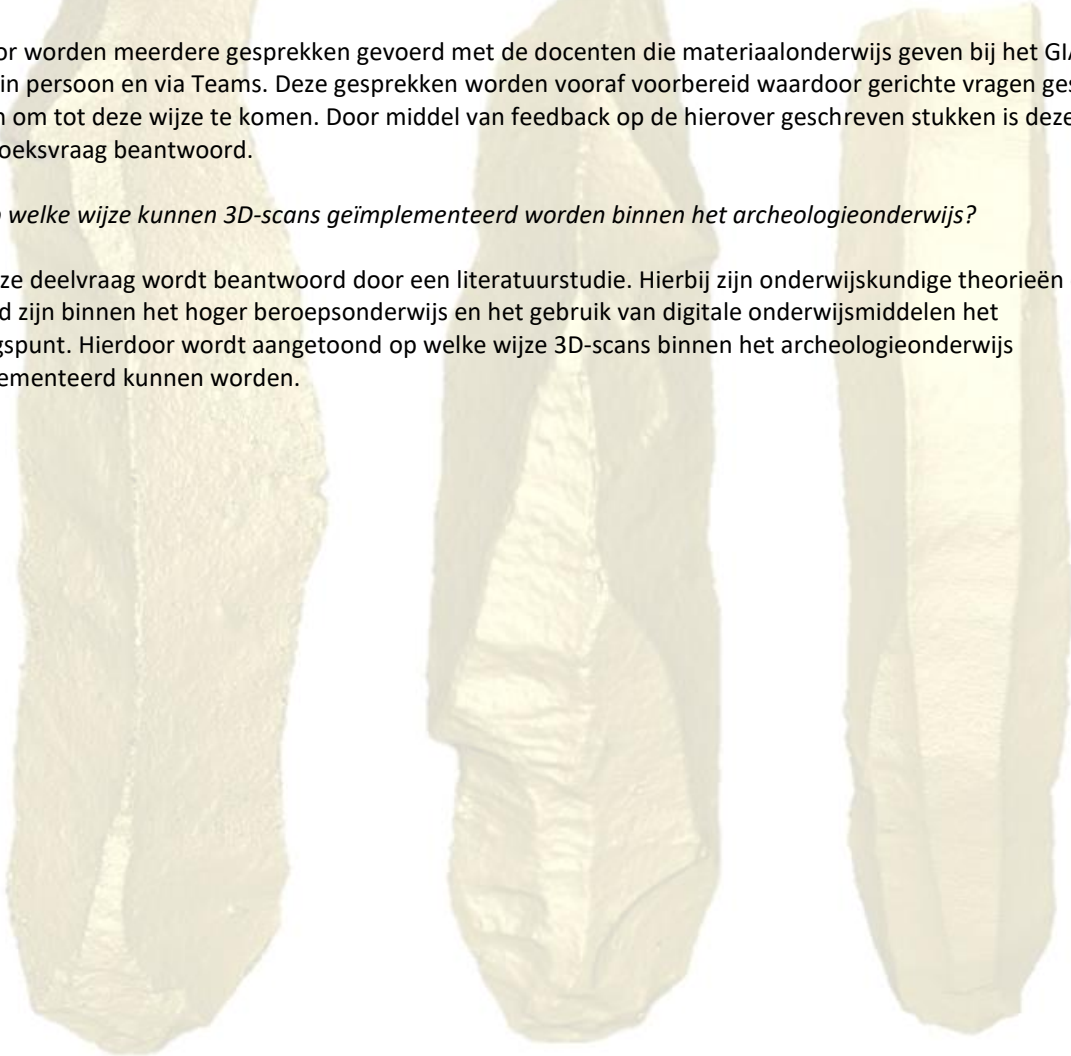 or worden meerdere gesprekken gevoerd met de docenten die materiaalonderwijs geven bij het GIA
in persoon en via Teams. Deze gesprekken worden vooraf voorbereid waardoor gerichte vragen ges
om tot deze wijze te komen. Door middel van feedback op de hierover geschreven stukken is deze
oeksvraag beantwoord.
welke wijze kunnen 3D-scans geïmplementeerd worden binnen het archeologieonderwijs?
ze deelvraag wordt beantwoord door een literatuurstudie. Hierbij zijn onderwijskundige theorieën
d zijn binnen het hoger beroepsonderwijs en het gebruik van digitale onderwijsmiddelen het
gspunt. Hierdoor wordt aangetoond op welke wijze 3D-scans binnen het archeologieonderwijs
ementeerd kunnen worden.